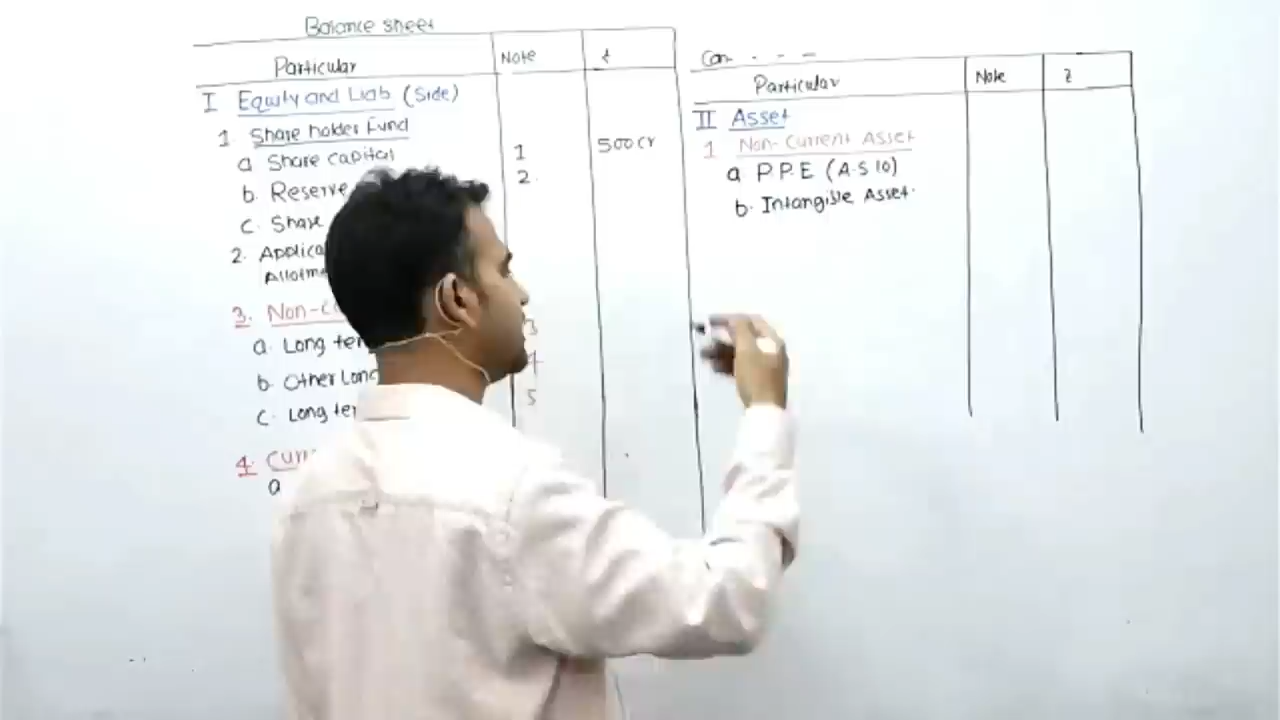 Balance sheet
Particular Note ₹
I Equity and Liab (Side)
1. Share holder Fund
a Share capital 1 500cr
b. Reserve 2.
c. Share
2. Applica
Allotme
3. Non-c
a. Long ter 3
b. Other Long 4
c. Long ter 5
4. Curr
a
Con - - -
Particular Note ₹
II Asset
1 Non-Current Asset
a. P.P.E (A.S 10)
b. Intangible Asset.